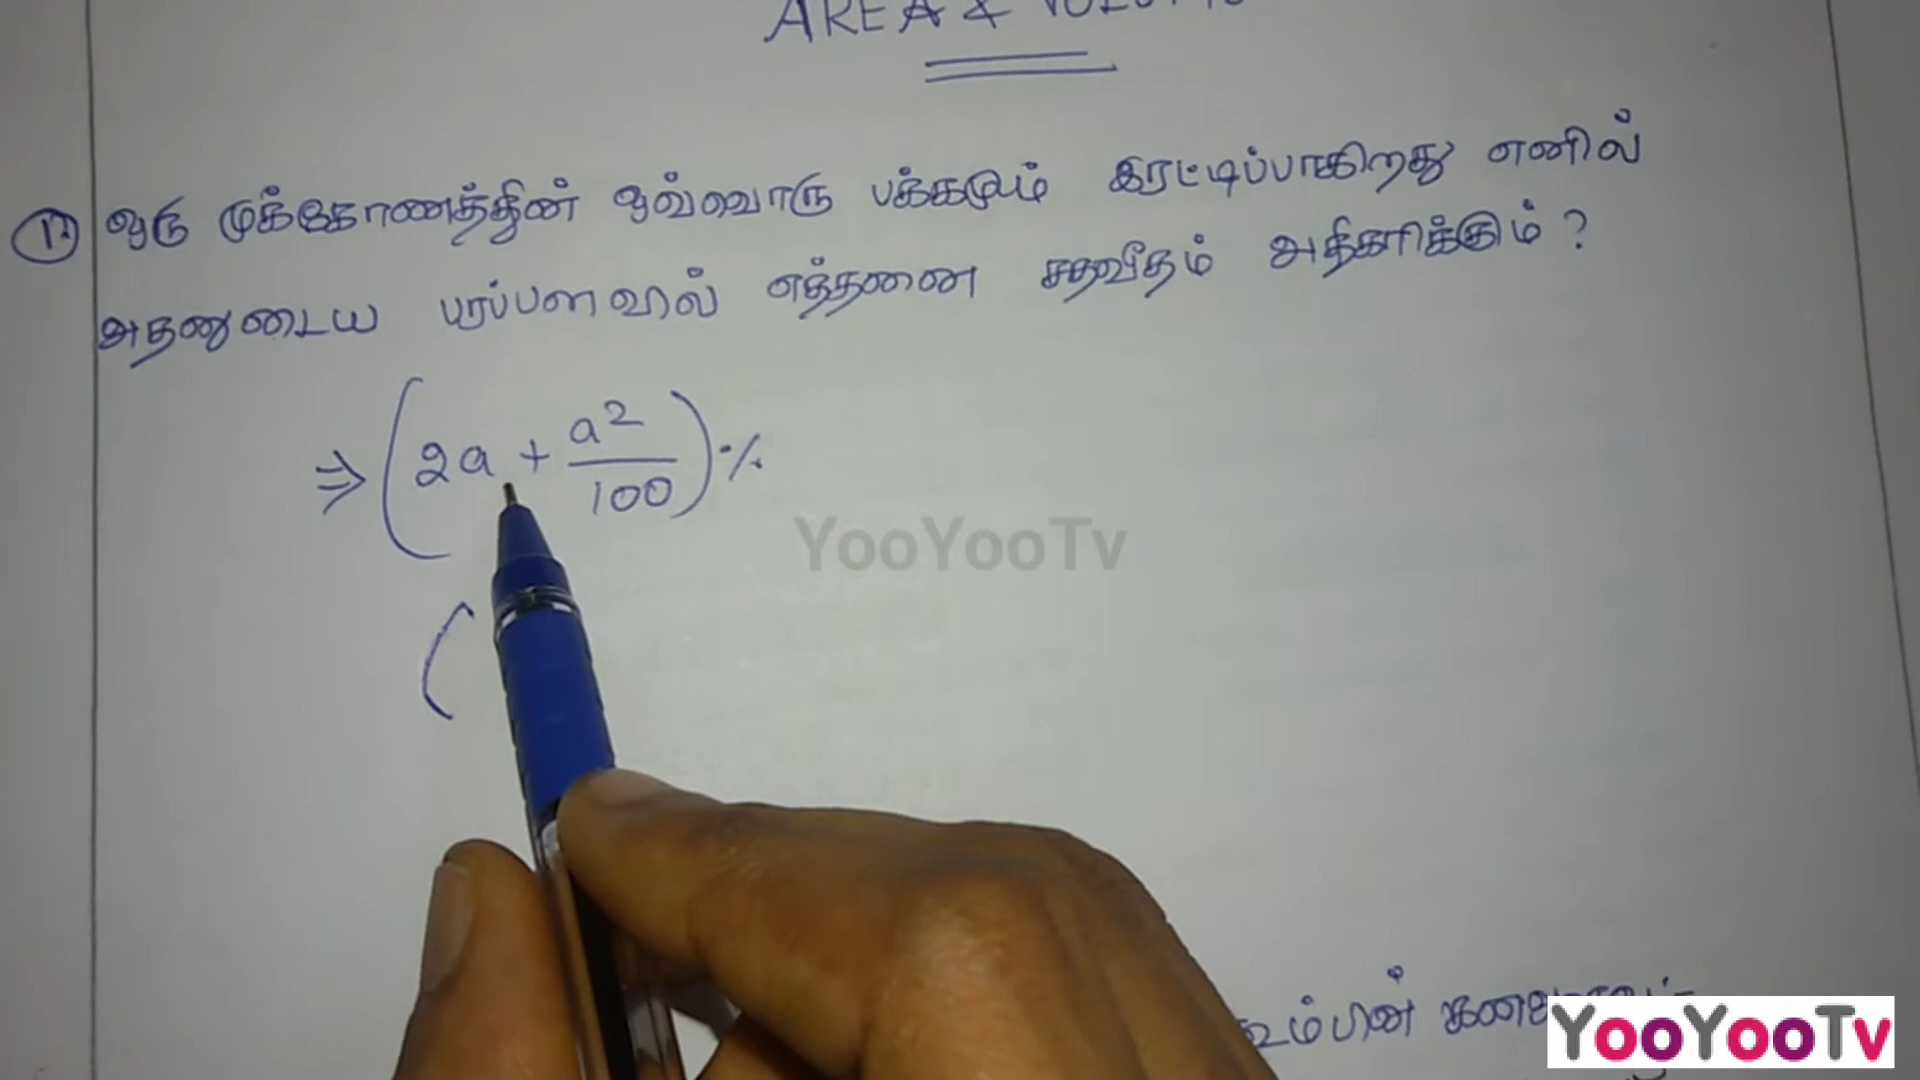 AREA &
1. ஒரு முக்கோணத்தின் ஒவ்வொரு பக்கமும் இரட்டிப்பாகிறது எனில்
அதனுடைய பரப்பளவில் எத்தனை சதவீதம் அதிகரிக்கும் ?
⇒ (2a + a²/100) %
(
YooYooTv
YooYooTv